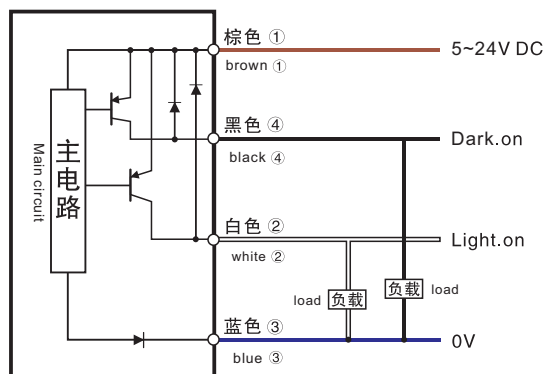 棕色 ①
5~24V DC
brown ①
黑色 ④
Dark.on
black ④
主电路
Main circuit
白色 ②
Light.on
white ②
load 负载
负载 load
蓝色 ③
0V
blue ③